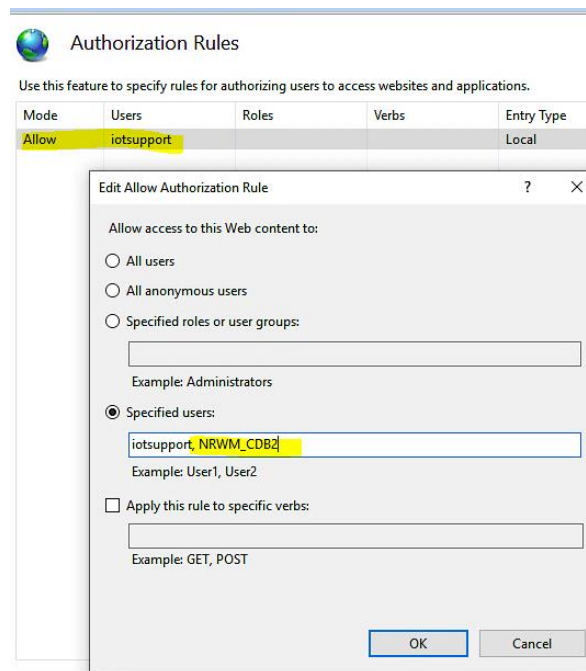 Authorization Rules
Use this feature to specify rules for authorizing users to access websites and applications.
Mode Users Roles Verbs Entry Type
Allow iotsupport Local
Edit Allow Authorization Rule ? ×
Allow access to this Web content to:
All users
All anonymous users
Specified roles or user groups:
Example: Administrators
Specified users:
iotsupport, NRWM_CDB2
Example: User1, User2
Apply this rule to specific verbs:
Example: GET, POST
OK Cancel